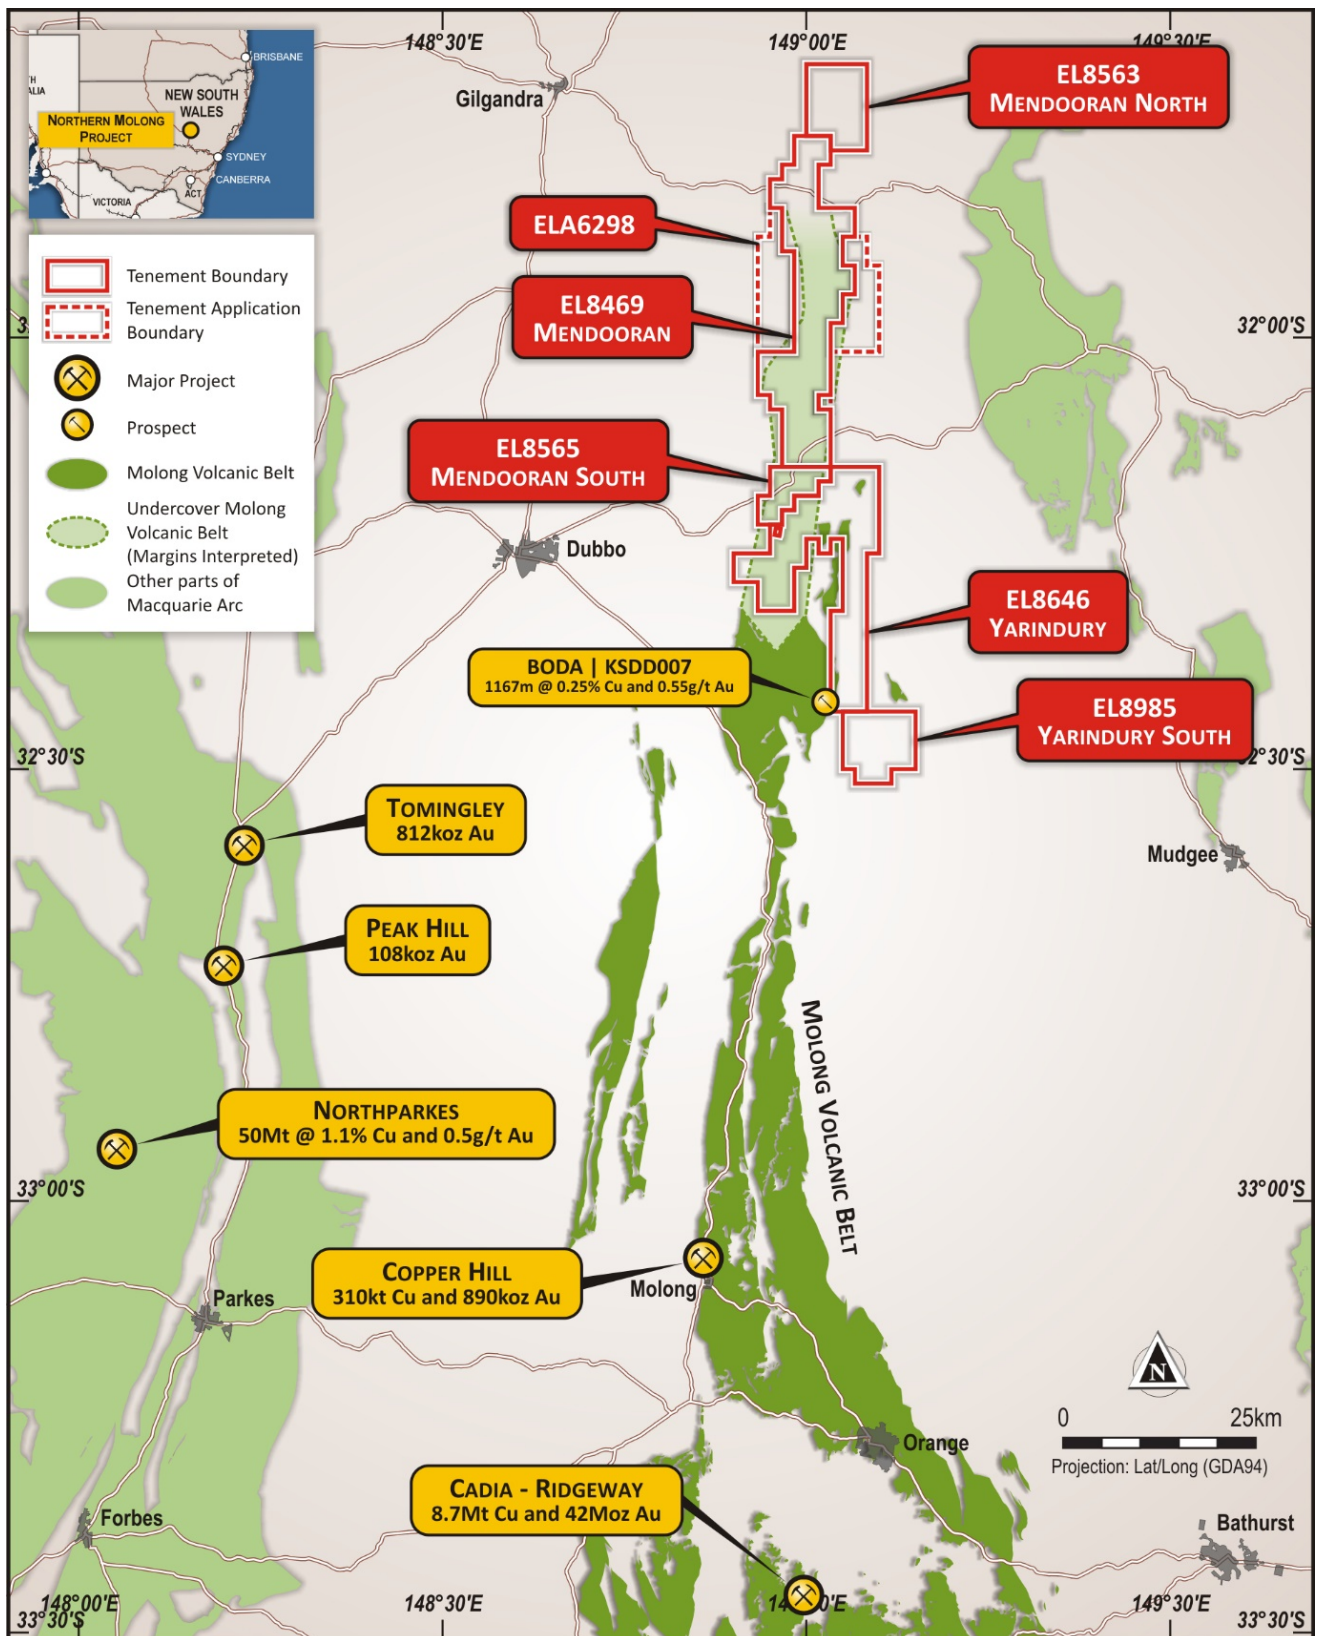 148°30'E
149°00'E
149°30'E
BRISBANE
NEW SOUTH
WALES
NORTHERN MOLONG
PROJECT
SYDNEY
CANBERRA
ACT
VICTORIA
Gilgandra
EL8563
MENDOORAN NORTH
ELA6298
EL8469
MENDOORAN
32°00'S
EL8565
MENDOORAN SOUTH
Tenement Boundary
Tenement Application
Boundary
Major Project
Prospect
Molong Volcanic Belt
Undercover Molong
Volcanic Belt
(Margins Interpreted)
Other parts of
Macquarie Arc
Dubbo
EL8646
YARINDURY
BODA | KSDD007
1167m @ 0.25% Cu and 0.55g/t Au
EL8985
YARINDURY SOUTH
32°30'S
2°30'S
TOMINGLEY
812koz Au
Mudgee
PEAK HILL
108koz Au
MOLONG VOLCANIC BELT
NORTHPARKES
50Mt @ 1.1% Cu and 0.5g/t Au
33°00'S
33°00'S
COPPER HILL
310kt Cu and 890koz Au
Molong
Parkes
N
0 25km
Projection: Lat/Long (GDA94)
Orange
CADIA - RIDGEWAY
8.7Mt Cu and 42Moz Au
Forbes
Bathurst
148°00'E
148°30'E
149°30'E
33°30'S
33°30'S